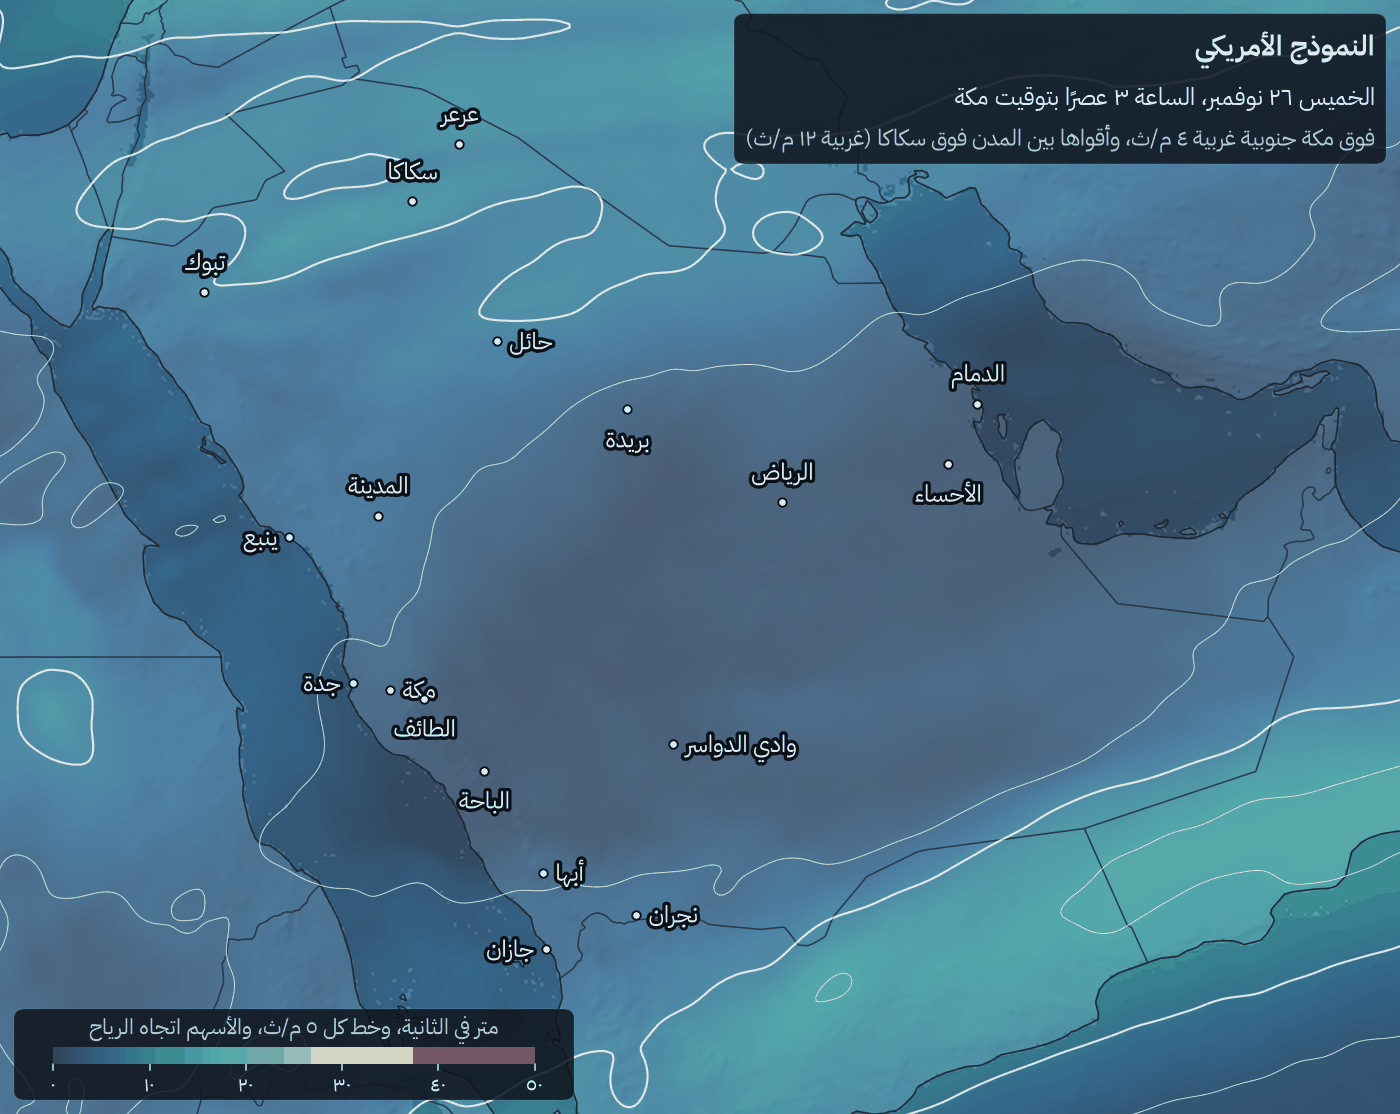 النموذج الأمريكي
الخميس ٢٦ نوفمبر، الساعة ٣ عصرًا بتوقيت مكة
فوق مكة جنوبية غربية ٤ م/ث، وأقواها بين المدن فوق سكاكا (غربية ١٢ م/ث)
عرعر
سكاكا
تبوك
حائل
الدمام
بريدة
الرياض
الأحساء
المدينة
ينبع
جدة
مكة
الطائف
وادي الدواسر
الباحة
أبها
نجران
جازان
متر في الثانية، وخط كل ٥ م/ث، والأسهم اتجاه الرياح
٠ ١٠ ٢٠ ٣٠ ٤٠ ٥٠